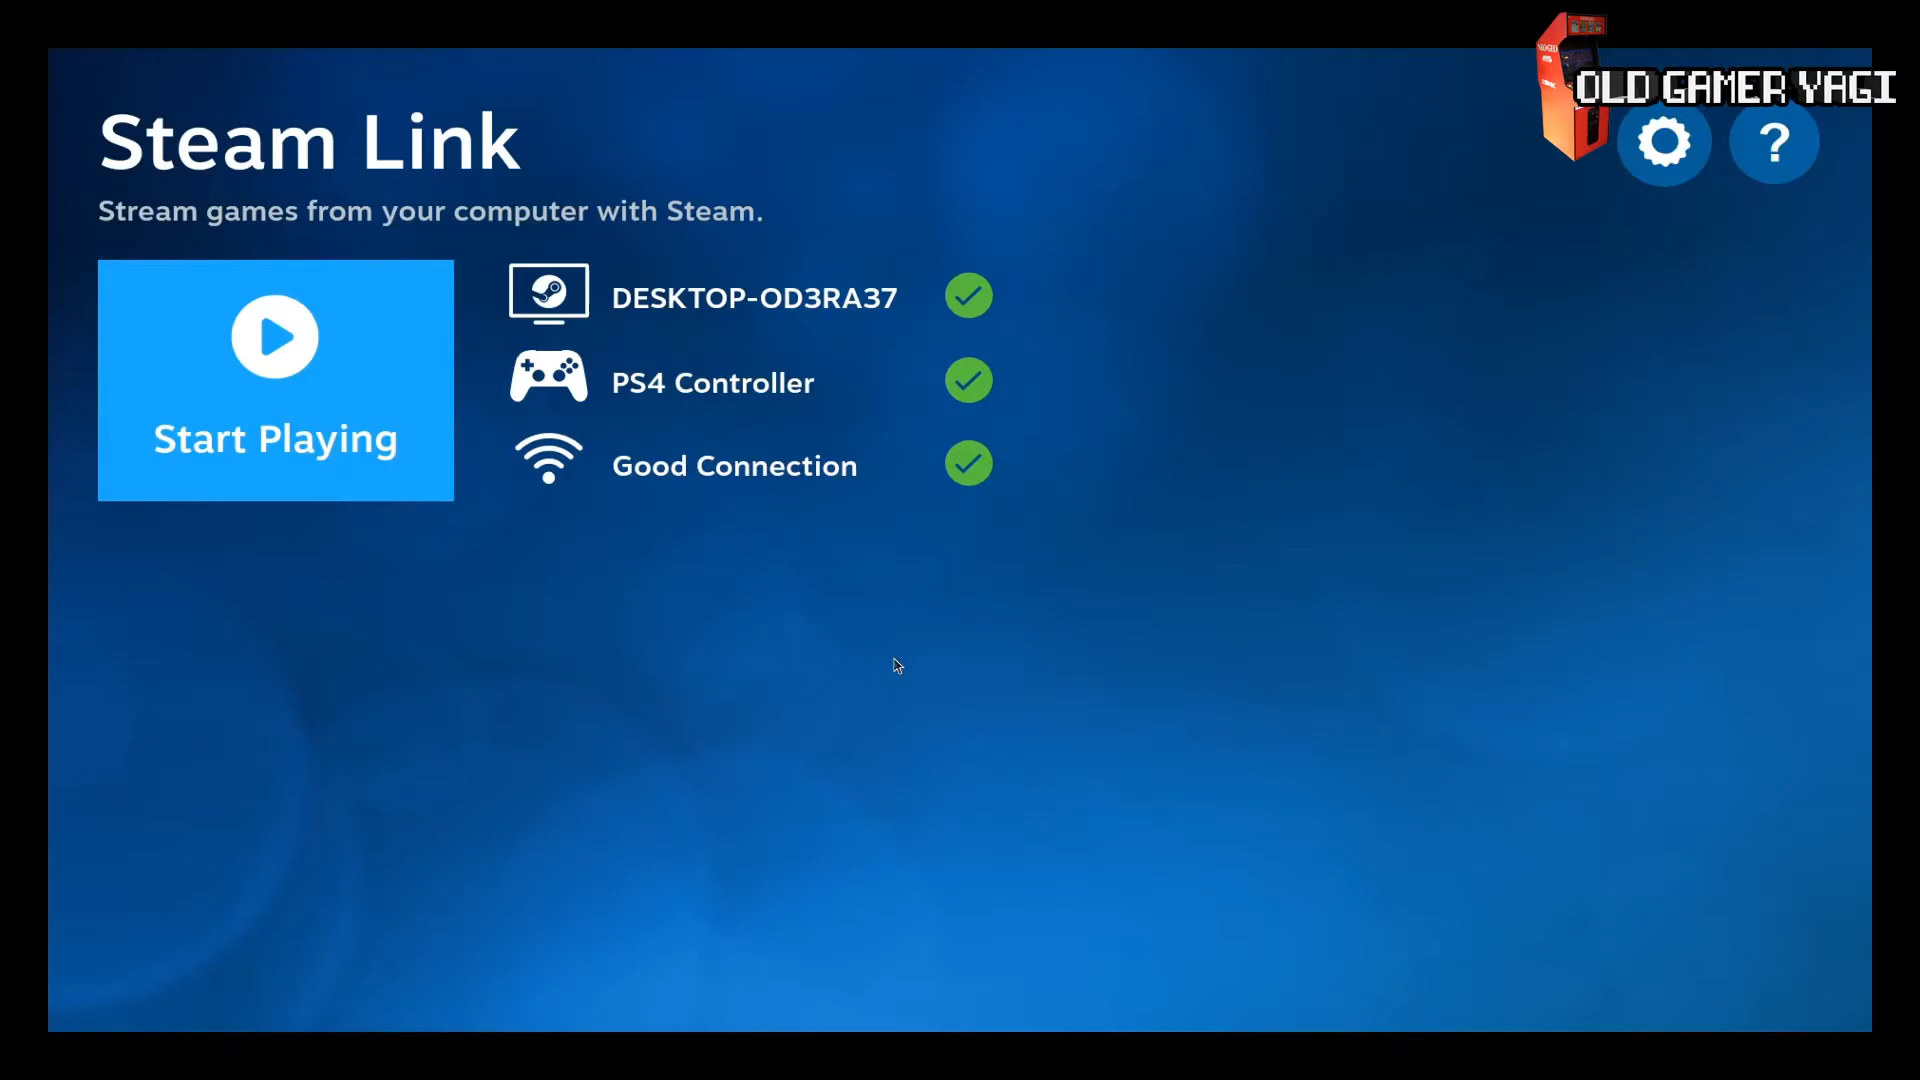 OLD GAMER YAGI
Steam Link
Stream games from your computer with Steam.
?
Start Playing
DESKTOP-OD3RA37
PS4 Controller
Good Connection